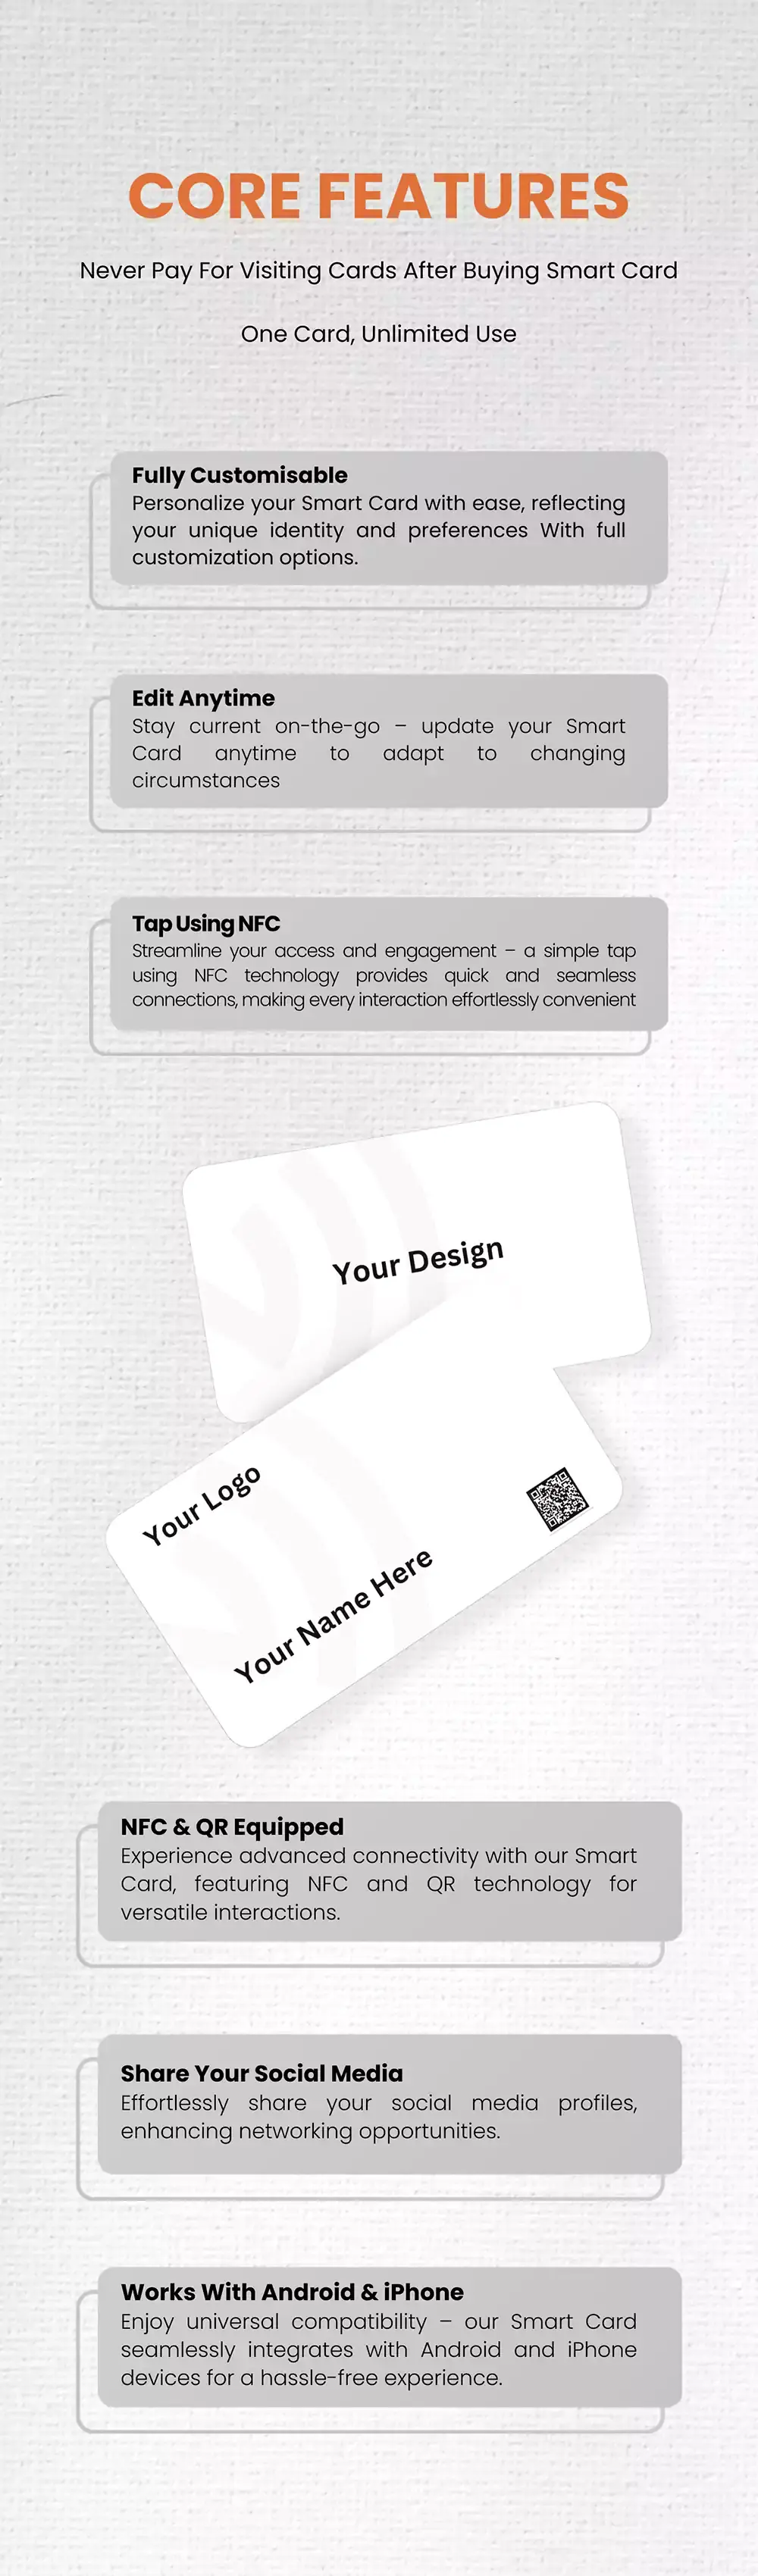 CORE FEATURES
Never Pay For Visiting Cards After Buying Smart Card
One Card, Unlimited Use
Fully Customisable
Personalize your Smart Card with ease, reflecting
your unique identity and preferences With full
customization options.
Edit Anytime
Stay current on-the-go – update your Smart
Card anytime to adapt to changing
circumstances
Tap Using NFC
Streamline your access and engagement – a simple tap
using NFC technology provides quick and seamless
connections, making every interaction effortlessly convenient
Your Design
Your Logo
Your Name Here
NFC & QR Equipped
Experience advanced connectivity with our Smart
Card, featuring NFC and QR technology for
versatile interactions.
Share Your Social Media
Effortlessly share your social media profiles,
enhancing networking opportunities.
Works With Android & iPhone
Enjoy universal compatibility – our Smart Card
seamlessly integrates with Android and iPhone
devices for a hassle-free experience.